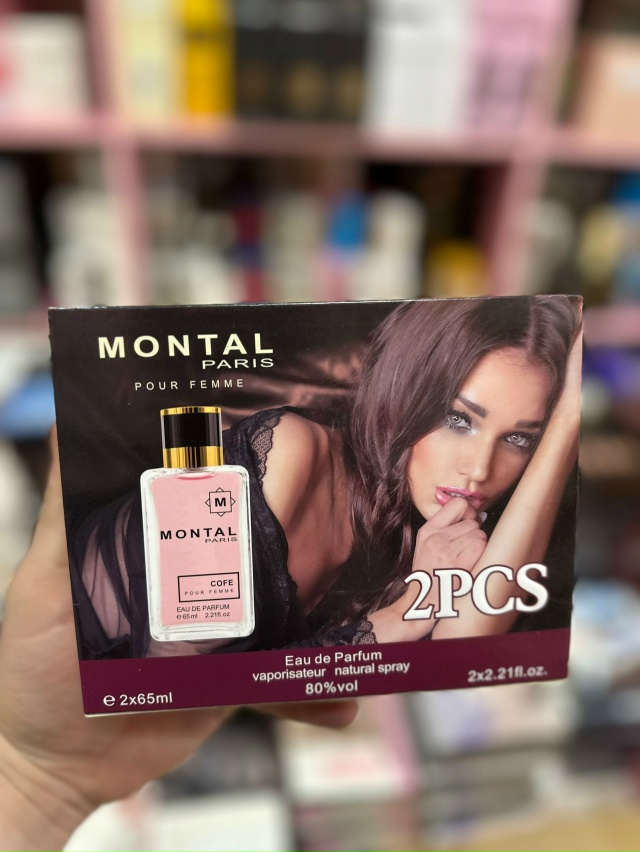 MONTAL
PARIS
POUR FEMME
M
MONTAL
PARIS
COFE
POUR FEMME
EAU DE PARFUM
e 65ml 2.21fl.oz
2PCS
Eau de Parfum
vaporisateur natural spray
80%vol
e 2x65ml
2x2.21fl.oz.